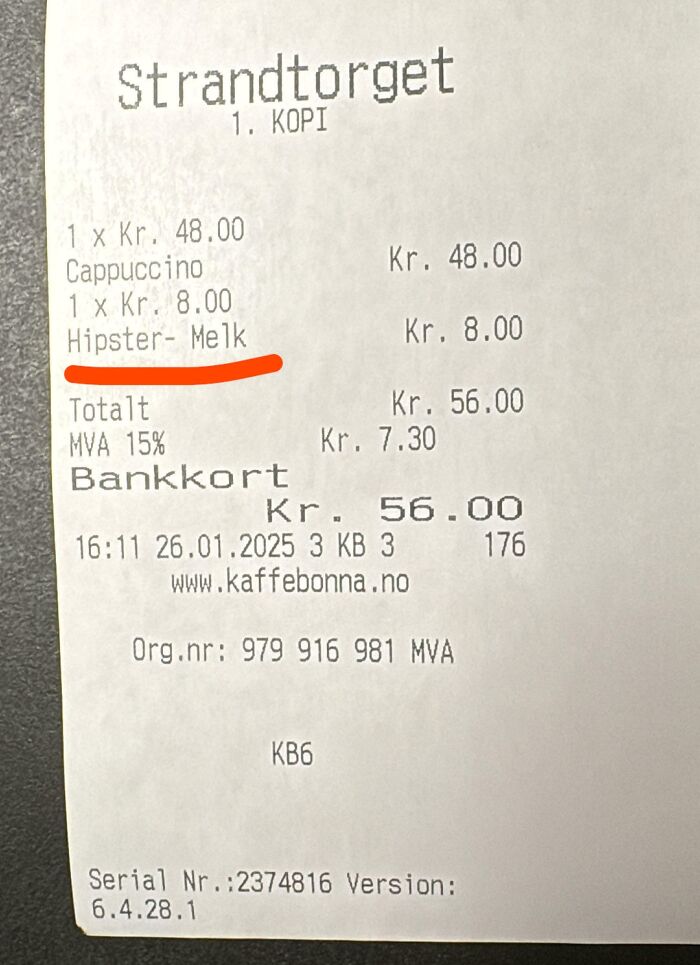 Strandtorget
1. KOPI
1 x Kr. 48.00
Cappuccino Kr. 48.00
1 x Kr. 8.00
Hipster- Melk Kr. 8.00
Totalt Kr. 56.00
MVA 15% Kr. 7.30
Bankkort
Kr. 56.00
16:11 26.01.2025 3 KB 3 176
www.kaffebonna.no
Org.nr: 979 916 981 MVA
KB6
Serial Nr.:2374816 Version:
6.4.28.1